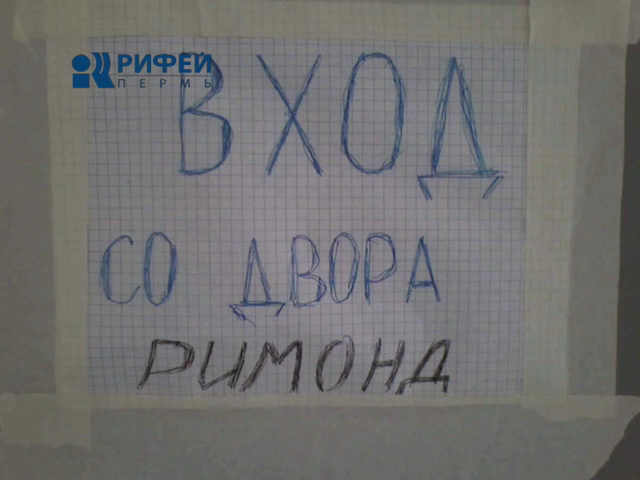 РИФЕЙ
ПЕРМЬ
ВХОД
СО ДВОРА
РИМОНД